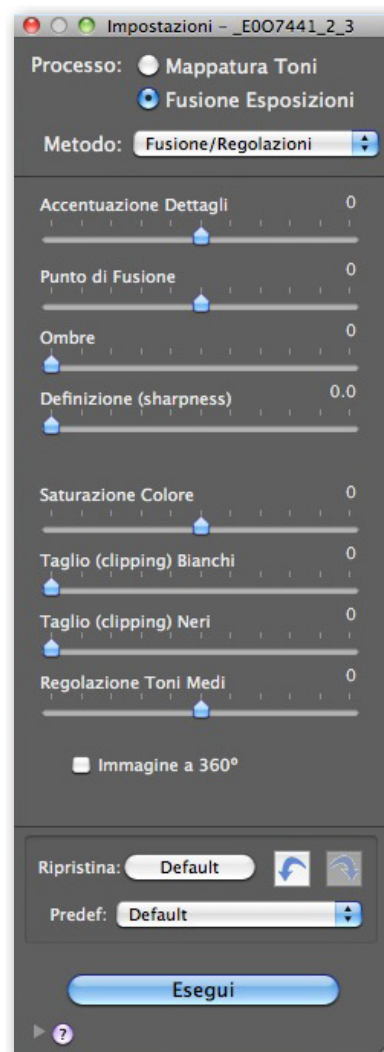 Impostazioni – _E0O7441_2_3
Processo: Mappatura Toni
Fusione Esposizioni
Metodo: Fusione/Regolazioni
Accentuazione Dettagli 0
Punto di Fusione 0
Ombre 0
Definizione (sharpness) 0.0
Saturazione Colore 0
Taglio (clipping) Bianchi 0
Taglio (clipping) Neri 0
Regolazione Toni Medi 0
Immagine a 360°
Ripristina: Default
Predef: Default
Esegui
?